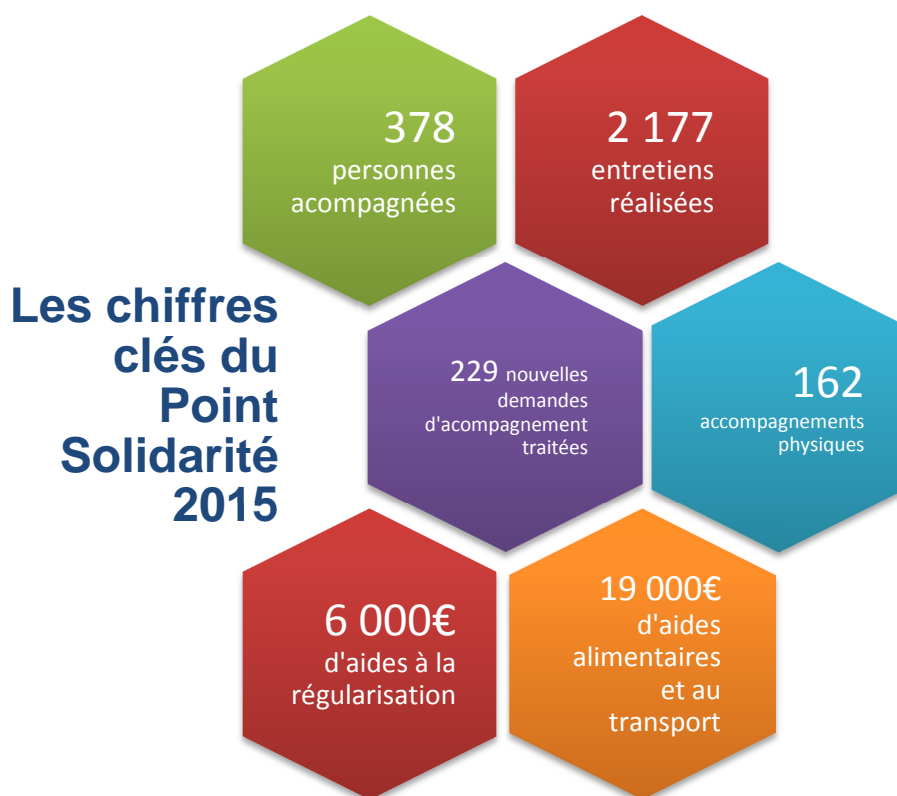 Les chiffres
clés du
Point
Solidarité
2015
378
personnes
acompagnées
2 177
entretiens
réalisées
229 nouvelles
demandes
d'acompagnement
traitées
162
accompagnements
physiques
6 000€
d'aides à la
régularisation
19 000€
d'aides
alimentaires
et au
transport